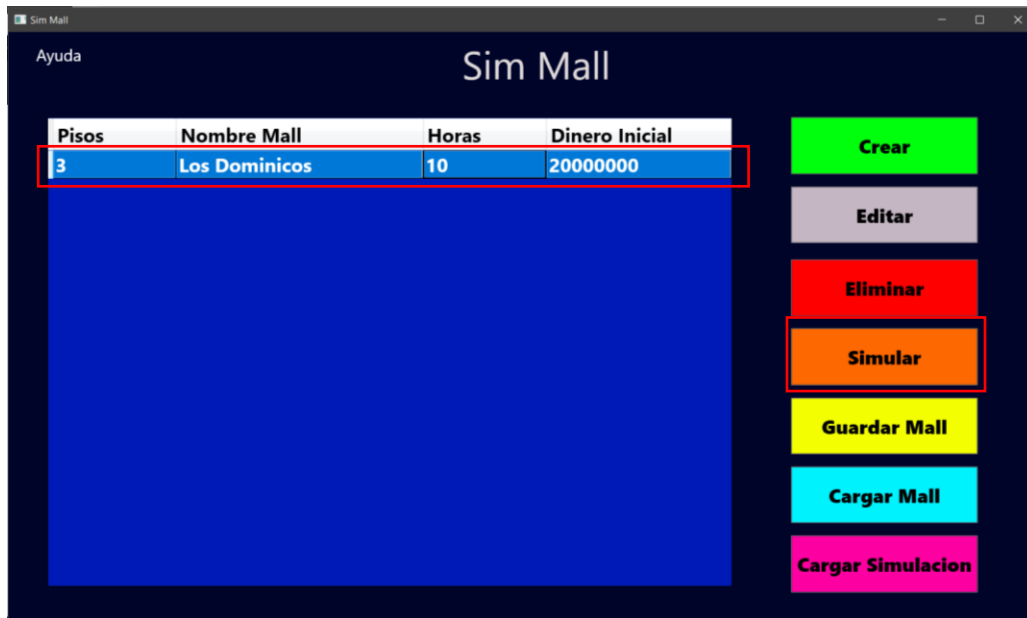 Sim Mall
Ayuda
Sim Mall
Pisos Nombre Mall Horas Dinero Inicial
3 Los Dominicos 10 20000000
Crear
Editar
Eliminar
Simular
Guardar Mall
Cargar Mall
Cargar Simulacion